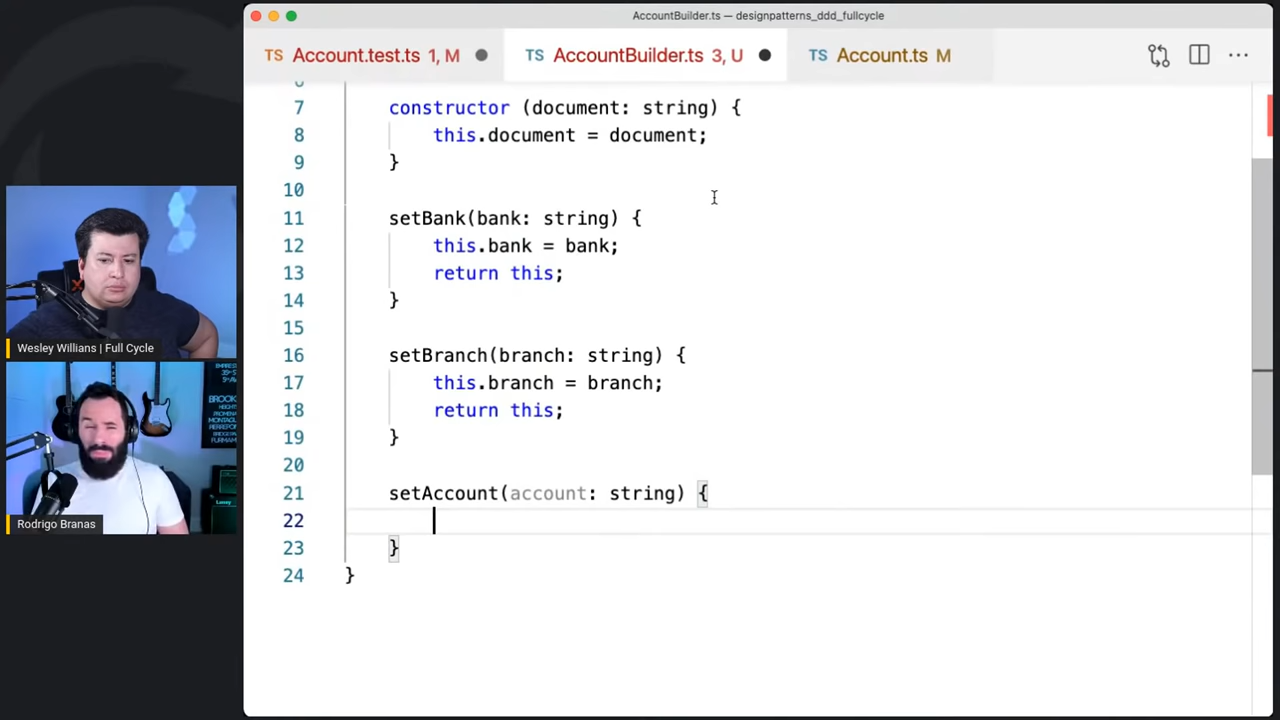 AccountBuilder.ts — designpatterns_ddd_fullcycle
TS Account.test.ts 1, M
TS AccountBuilder.ts 3, U
TS Account.ts M
7 constructor (document: string) {
8 this.document = document;
9 }
10
11 setBank(bank: string) {
12 this.bank = bank;
13 return this;
14 }
15
16 setBranch(branch: string) {
17 this.branch = branch;
18 return this;
19 }
20
21 setAccount(account: string) {
22
23 }
24 }
Wesley Willians | Full Cycle
BROOK
HEIGHTS
Rodrigo Branas